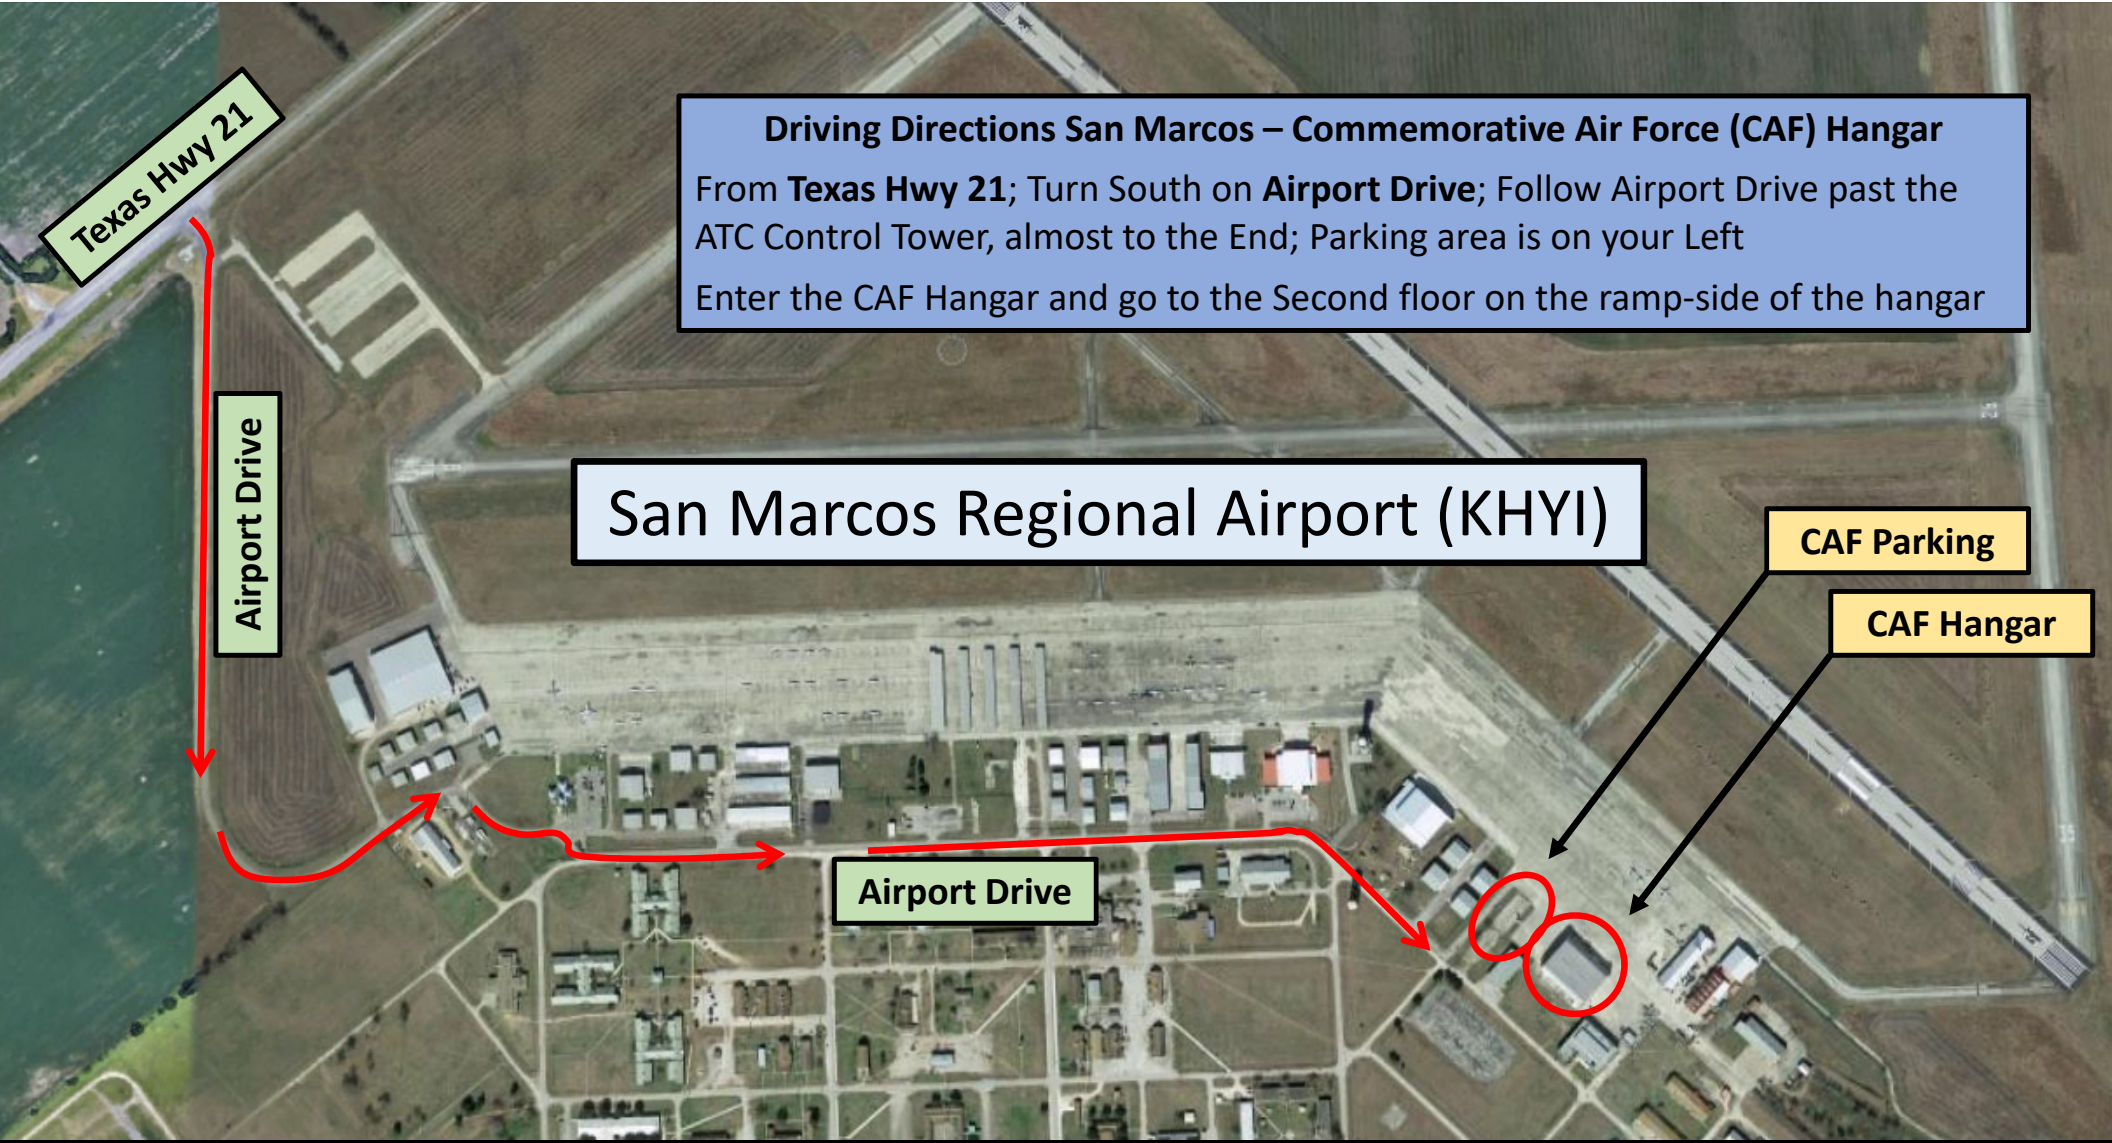 Texas Hwy 21
Driving Directions San Marcos – Commemorative Air Force (CAF) Hangar
From Texas Hwy 21; Turn South on Airport Drive; Follow Airport Drive past the
ATC Control Tower, almost to the End; Parking area is on your Left
Enter the CAF Hangar and go to the Second floor on the ramp-side of the hangar
Airport Drive
San Marcos Regional Airport (KHYI)
CAF Parking
CAF Hangar
Airport Drive